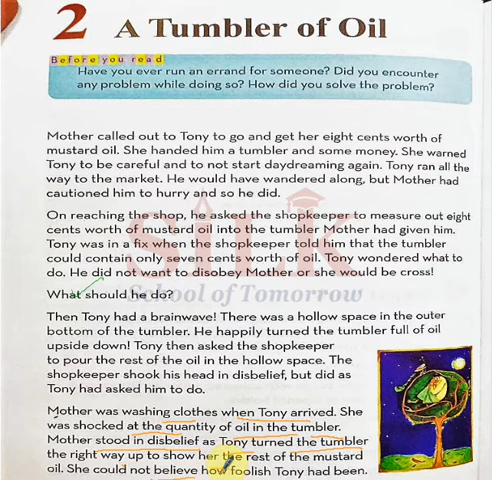 2 A Tumbler of Oil
Before you read
Have you ever run an errand for someone? Did you encounter
any problem while doing so? How did you solve the problem?
Mother called out to Tony to go and get her eight cents worth of
mustard oil. She handed him a tumbler and some money. She warned
Tony to be careful and to not start daydreaming again. Tony ran all the
way to the market. He would have wandered along, but Mother had
cautioned him to hurry and so he did.
On reaching the shop, he asked the shopkeeper to measure out eight
cents worth of mustard oil into the tumbler Mother had given him.
Tony was in a fix when the shopkeeper told him that the tumbler
could contain only seven cents worth of oil. Tony wondered what to
do. He did not want to disobey Mother or she would be cross!
What should he do?
Then Tony had a brainwave! There was a hollow space in the outer
bottom of the tumbler. He happily turned the tumbler full of oil
upside down! Tony then asked the shopkeeper
to pour the rest of the oil in the hollow space. The
shopkeeper shook his head in disbelief, but did as
Tony had asked him to do.
Mother was washing clothes when Tony arrived. She
was shocked at the quantity of oil in the tumbler.
Mother stood in disbelief as Tony turned the tumbler
the right way up to show her the rest of the mustard
oil. She could not believe how foolish Tony had been.
SILK
School of Tomorrow